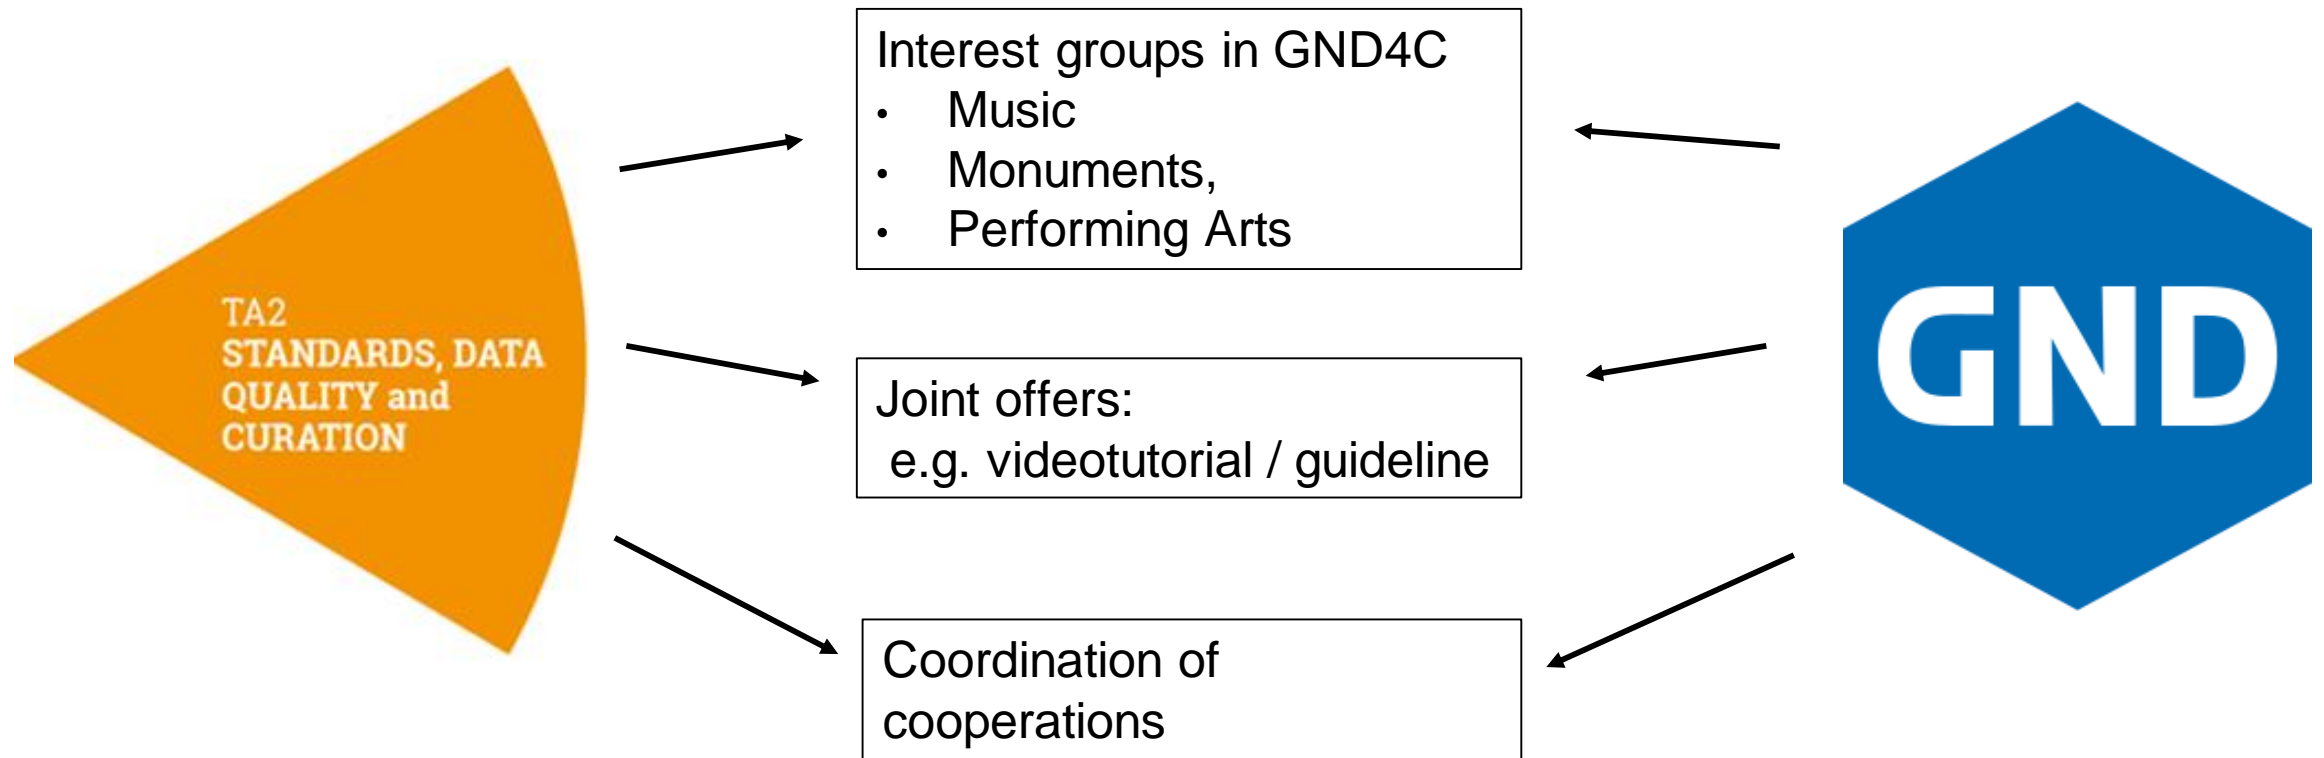 Interest groups in GND4C
• Music
• Monuments,
• Performing Arts
TA2
STANDARDS, DATA
QUALITY and
CURATION
GND
Joint offers:
e.g. videotutorial / guideline
Coordination of
cooperations